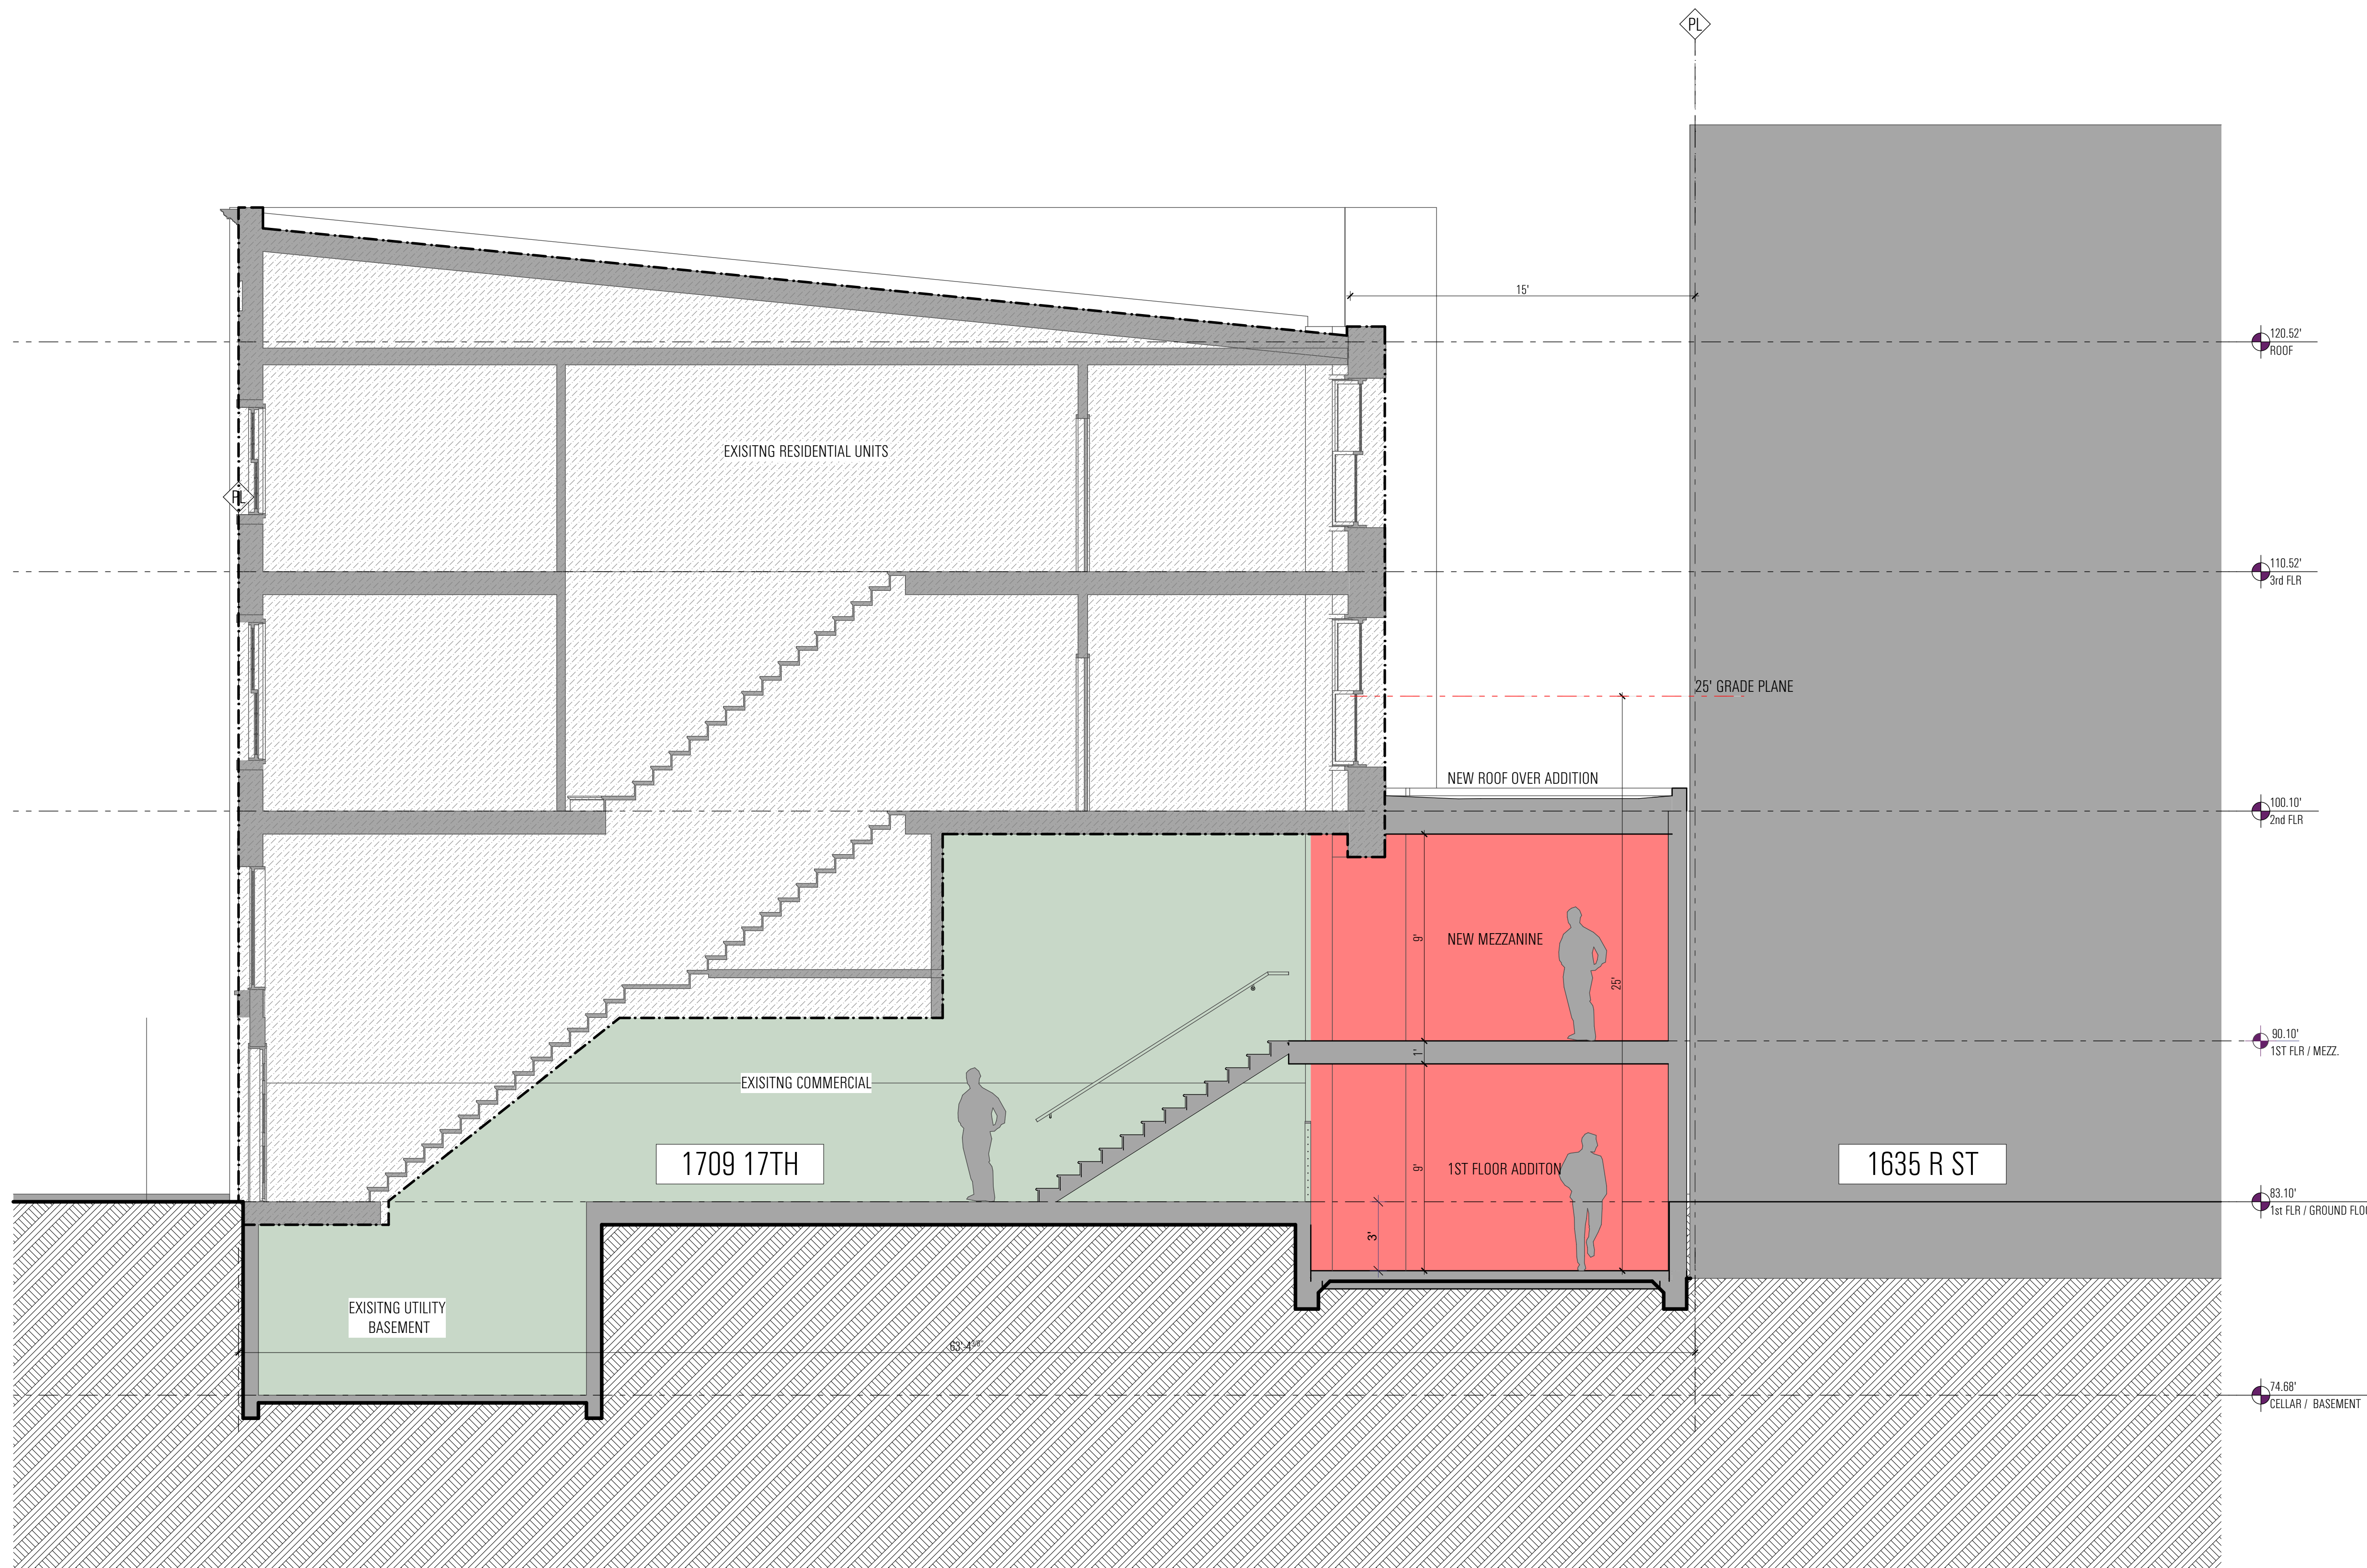 PL
15'
120.52'
ROOF
EXISITNG RESIDENTIAL UNITS
PL
110.52'
3rd FLR
25' GRADE PLANE
NEW ROOF OVER ADDITION
100.10'
2nd FLR
9'
NEW MEZZANINE
25'
90.10'
1ST FLR / MEZZ.
1'
EXISITNG COMMERCIAL
1709 17TH
9'
1ST FLOOR ADDITON
1635 R ST
83.10'
1st FLR / GROUND FLO
3'
EXISITNG UTILITY
BASEMENT
63'-4
74.68'
CELLAR / BASEMENT